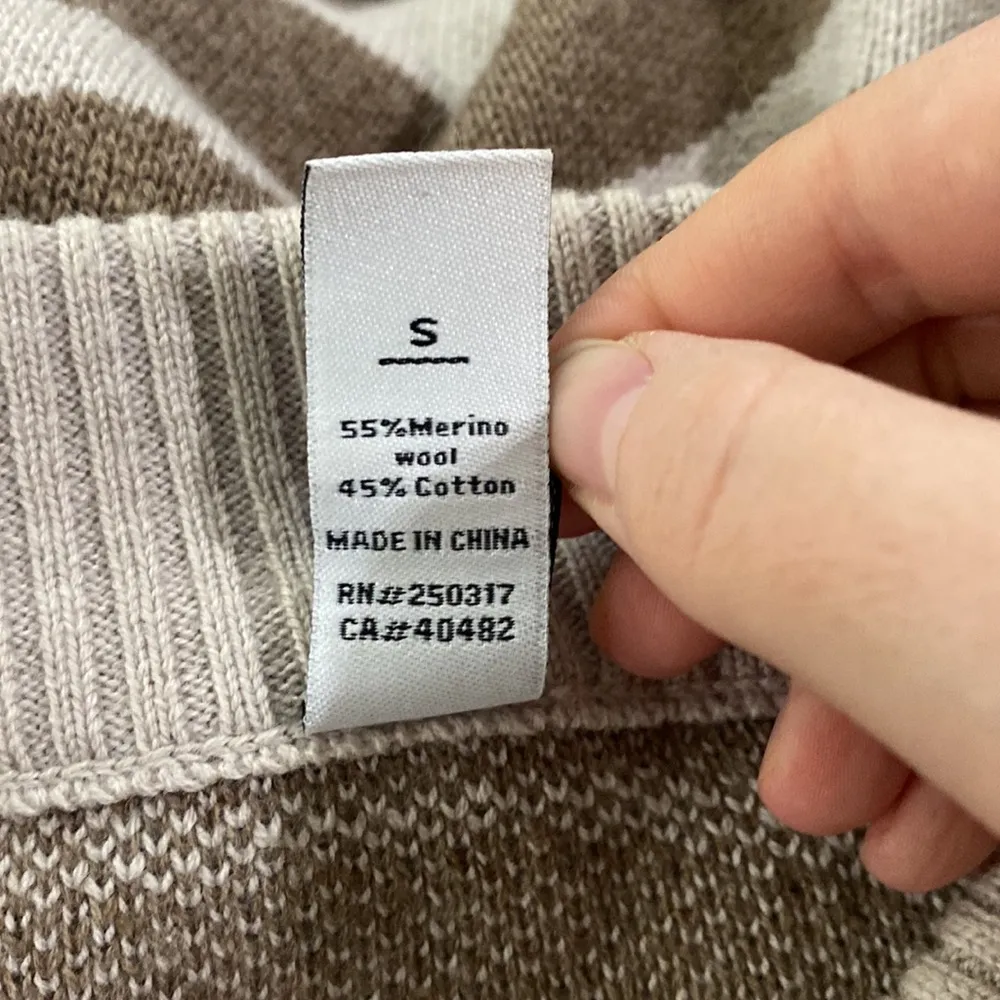 S
55%Merino
wool
45% Cotton
MADE IN CHINA
RN#250317
CA#40482